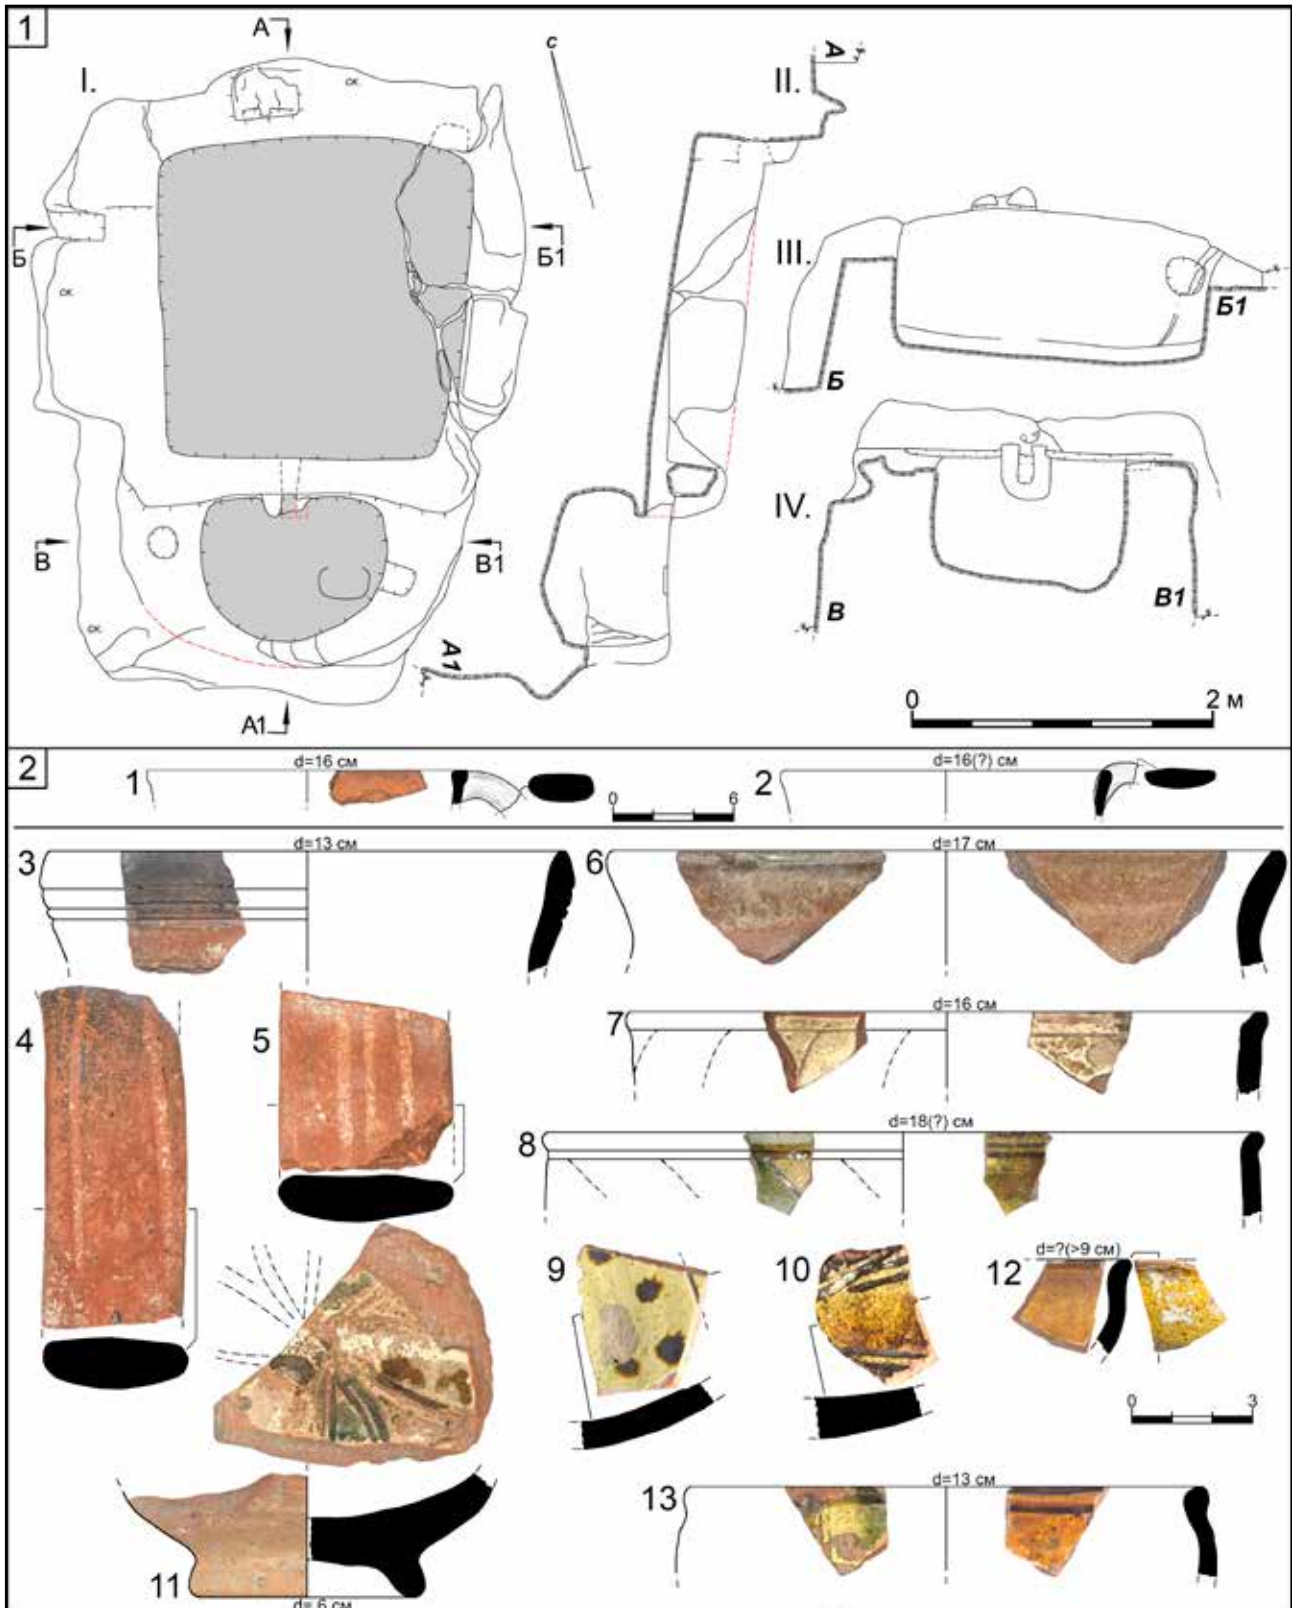 1
I.
A
c
ск.
II.
A
Б
Б1
III.
Б1
Б
ск.
IV.
В
В1
В
В1
ск.
А1
А1
0 2 м
2
1
d=16 см
0 6
2
d=16(?) см
3
d=13 см
6
d=17 см
4
5
7
d=16 см
8
d=18(?) см
9
10
12
d=?(>9 см)
0 3
11
d= 6 см
13
d=13 см